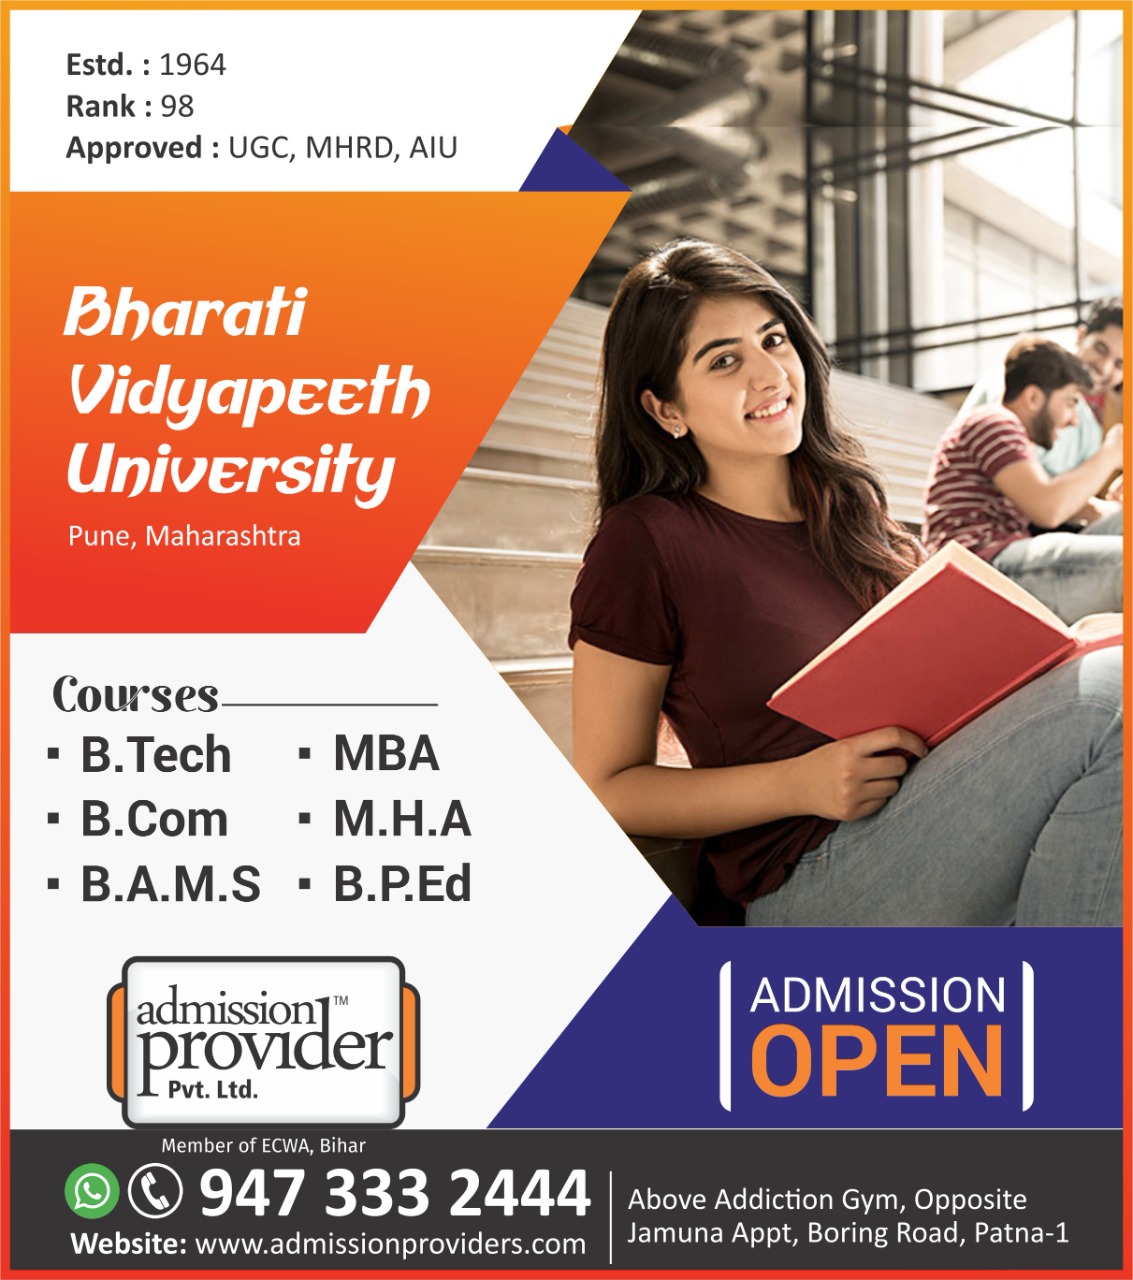 Estd. : 1964
Rank : 98
Approved : UGC, MHRD, AIU
Bharati
Vidyapeeth
University
Pune, Maharashtra
Courses
▪ B.Tech
▪ B.Com
▪ B.A.M.S
▪ MBA
▪ M.H.A
▪ B.P.Ed
admission™
provider
Pvt. Ltd.
ADMISSION
OPEN
Member of ECWA, Bihar
947 333 2444
Website: www.admissionproviders.com
Above Addiction Gym, Opposite
Jamuna Appt, Boring Road, Patna-1